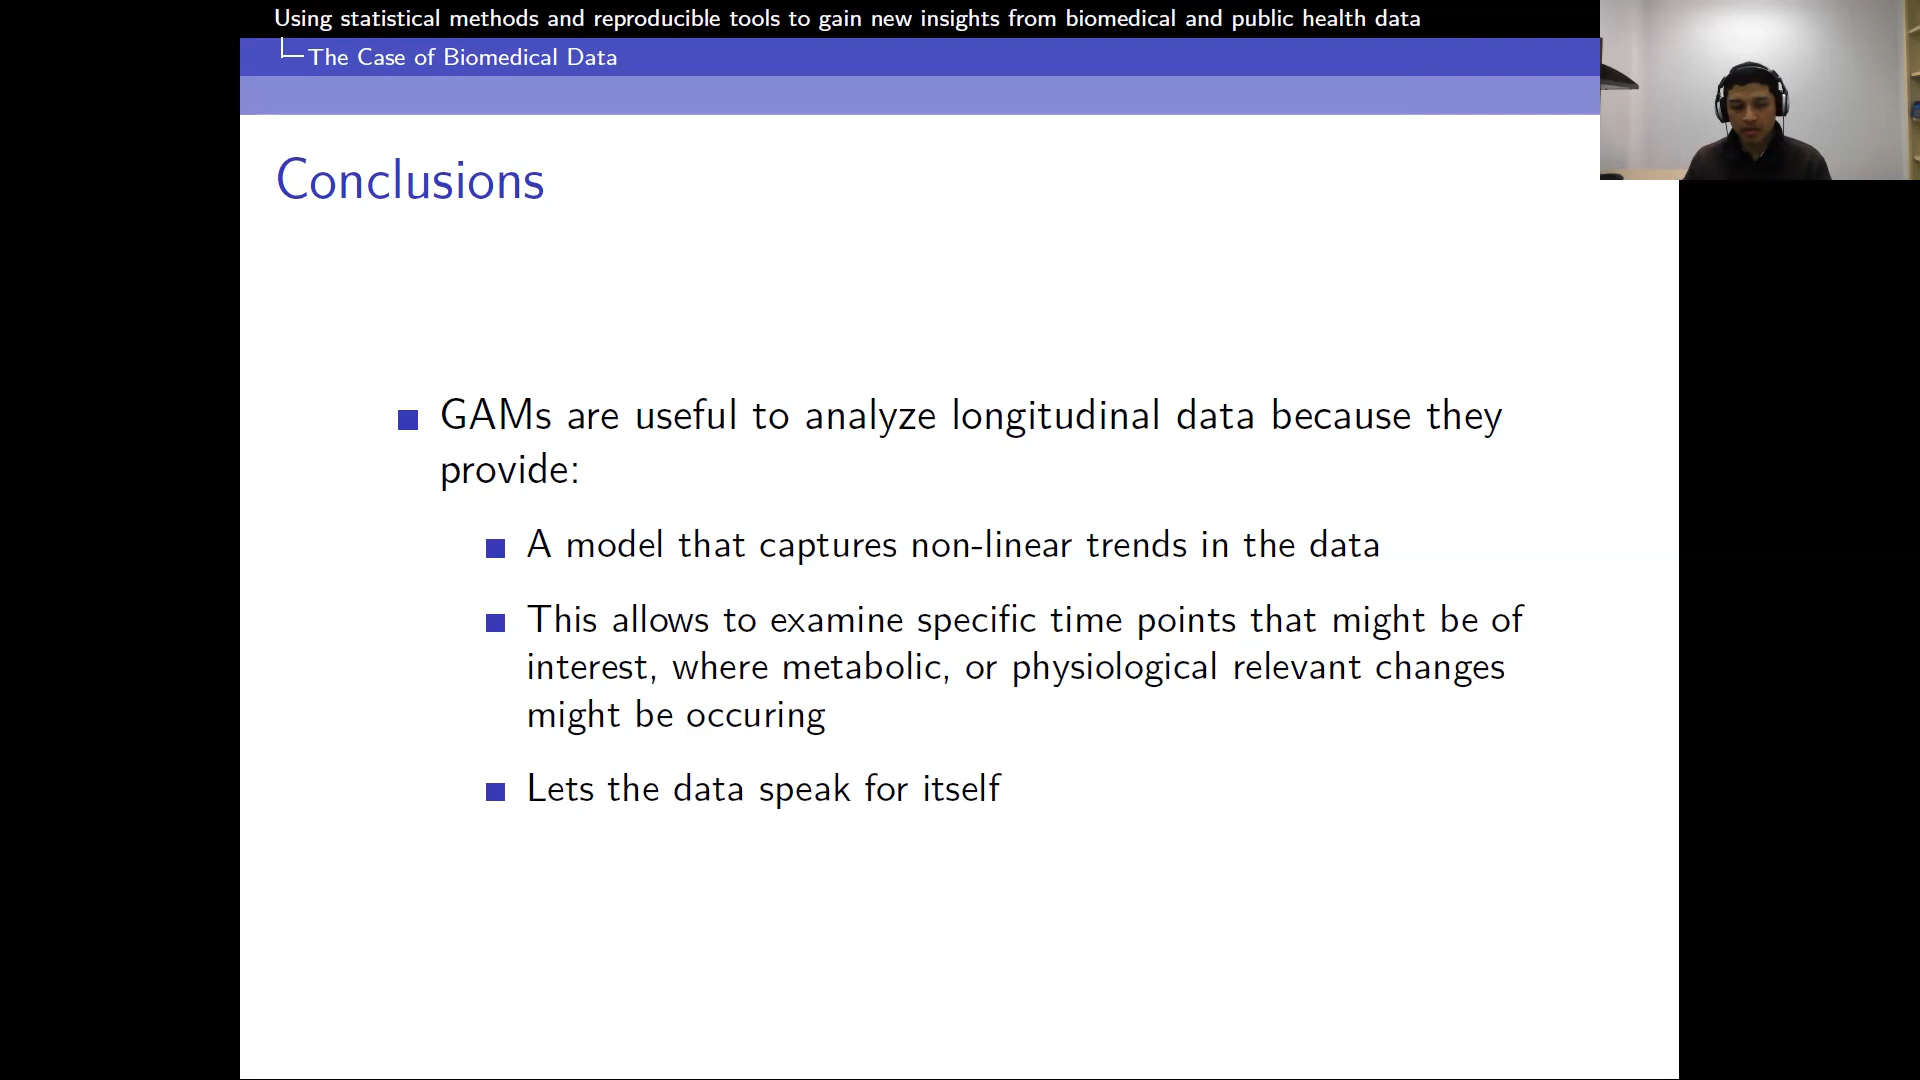 Using statistical methods and reproducible tools to gain new insights from biomedical and public health data
The Case of Biomedical Data
Conclusions
GAMs are useful to analyze longitudinal data because they
provide:
A model that captures non-linear trends in the data
This allows to examine specific time points that might be of
interest, where metabolic, or physiological relevant changes
might be occuring
Lets the data speak for itself